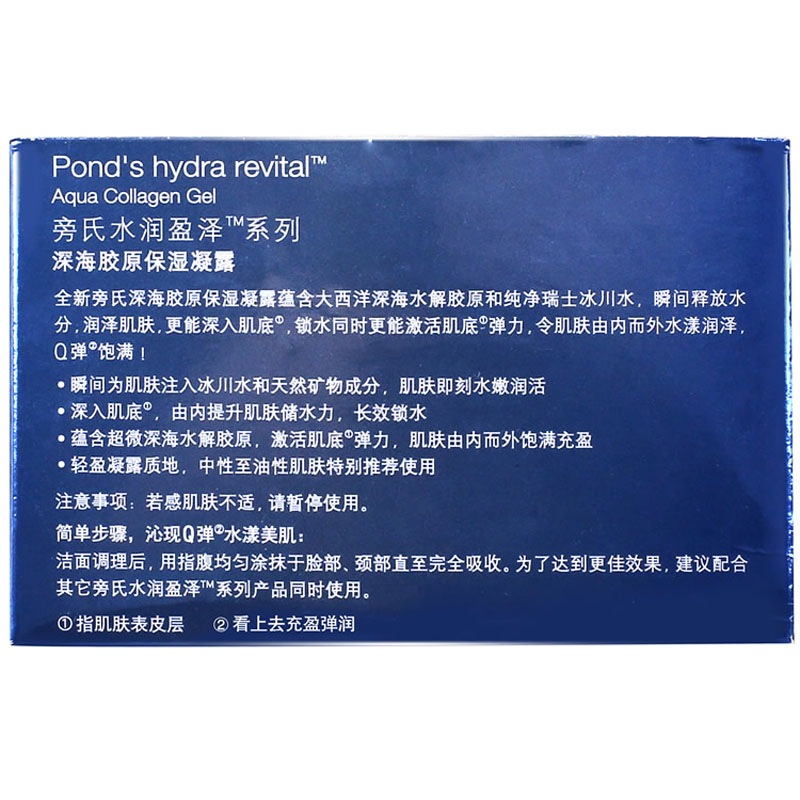 Pond's hydra revital™
Aqua Collagen Gel
旁氏水润盈泽™系列
深海胶原保湿凝露
全新旁氏深海胶原保湿凝露蕴含大西洋深海水解胶原和纯净瑞士冰川水，瞬间释放水
分，润泽肌肤，更能深入肌底①，锁水同时更能激活肌底①弹力，令肌肤由内而外水漾润泽，
Q弹②饱满！
• 瞬间为肌肤注入冰川水和天然矿物成分，肌肤即刻水嫩润活
• 深入肌底①，由内提升肌肤储水力，长效锁水
• 蕴含超微深海水解胶原，激活肌底①弹力，肌肤由内而外饱满充盈
• 轻盈凝露质地，中性至油性肌肤特别推荐使用
注意事项：若感肌肤不适，请暂停使用。
简单步骤，沁现Q弹②水漾美肌：
洁面调理后，用指腹均匀涂抹于脸部、颈部直至完全吸收。为了达到更佳效果，建议配合
其它旁氏水润盈泽™系列产品同时使用。
①指肌肤表皮层 ②看上去充盈弹润